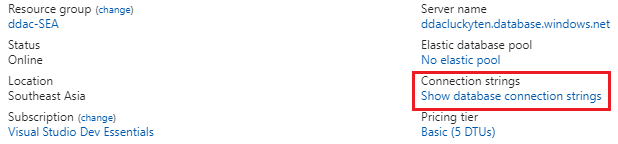 Resource group (change)
ddac-SEA
Status
Online
Location
Southeast Asia
Subscription (change)
Visual Studio Dev Essentials
Server name
ddacluckyten.database.windows.net
Elastic database pool
No elastic pool
Connection strings
Show database connection strings
Pricing tier
Basic (5 DTUs)